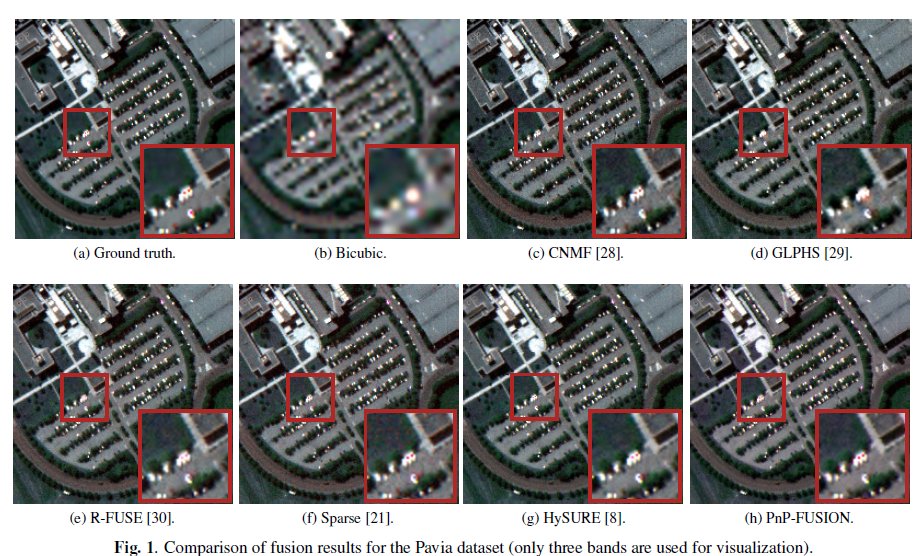 (a) Ground truth.
(b) Bicubic.
(c) CNMF [28].
(d) GLPHS [29].
(e) R-FUSE [30].
(f) Sparse [21].
(g) HySURE [8].
(h) PnP-FUSION.
Fig. 1. Comparison of fusion results for the Pavia dataset (only three bands are used for visualization).